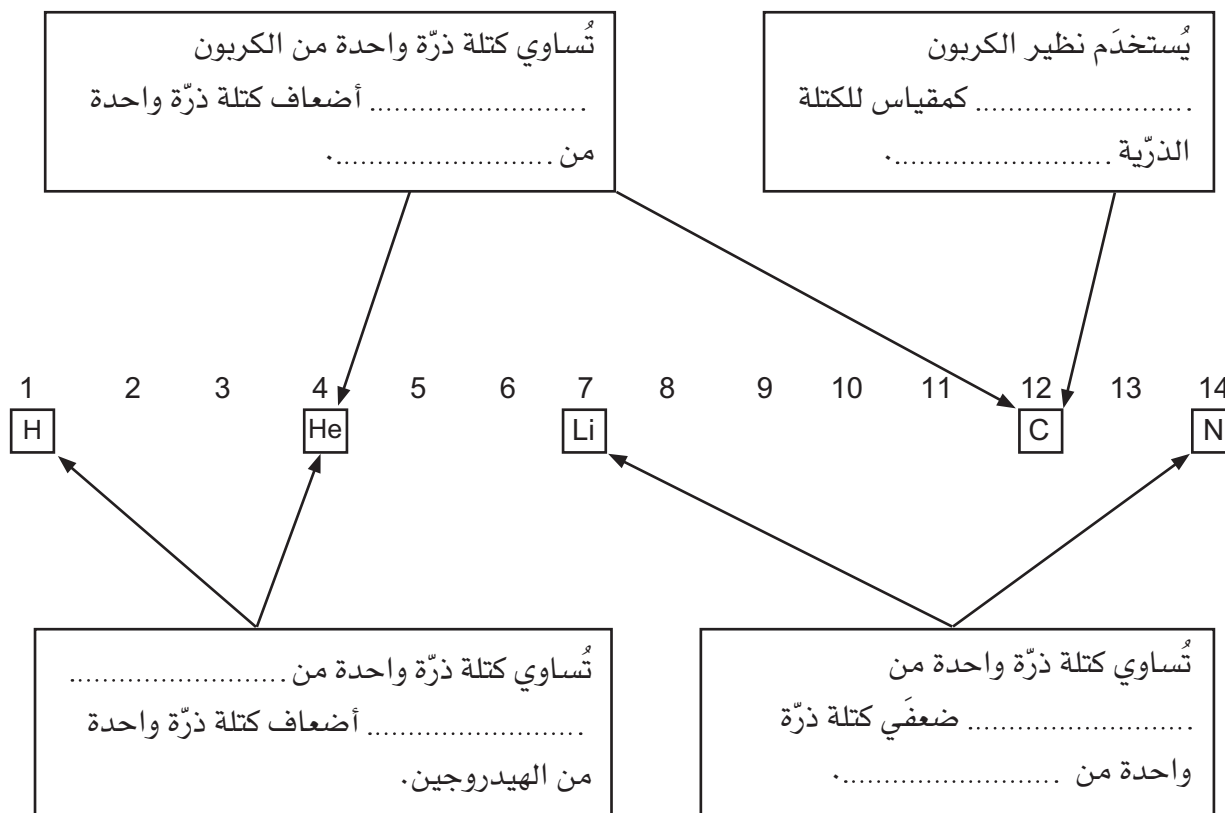 يُستخدَم نظير الكربون
.......................... كمقياس للكتلة
الذرّية ...........................
تُساوي كتلة ذرّة واحدة من الكربون
.......................... أضعاف كتلة ذرّة واحدة
من ...........................
1 2 3 4 5 6 7 8 9 10 11 12 13 14
H He Li C N
تُساوي كتلة ذرّة واحدة من
.......................... ضعفَي كتلة ذرّة
واحدة من ...........................
تُساوي كتلة ذرّة واحدة من ..........................
.......................... أضعاف كتلة ذرّة واحدة
من الهيدروجين.